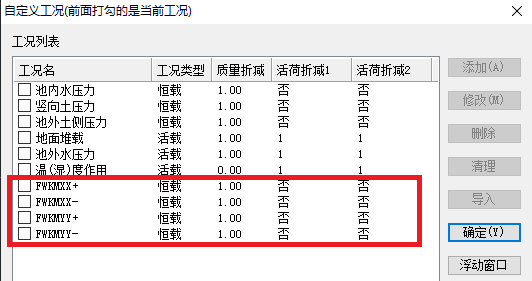 自定义工况(前面打勾的是当前工况)
工况列表
工况名 工况类型 质量折减 活荷折减1 活荷折减2
池内水压力 恒载 1.00 否 否
竖向土压力 恒载 1.00 否 否
池外土侧压力 恒载 1.00 否 否
地面堆载 活载 1.00 1 1
池外水压力 活载 1.00 1 1
温(湿)度作用 活载 0.00 1 1
FWKMXX+ 恒载 1.00 否 否
FWKMXX- 恒载 1.00 否 否
FWKMYY+ 恒载 1.00 否 否
FWKMYY- 恒载 1.00 否 否
添加(A)
修改(M)
删除
清理
导入
确定(Y)
浮动窗口